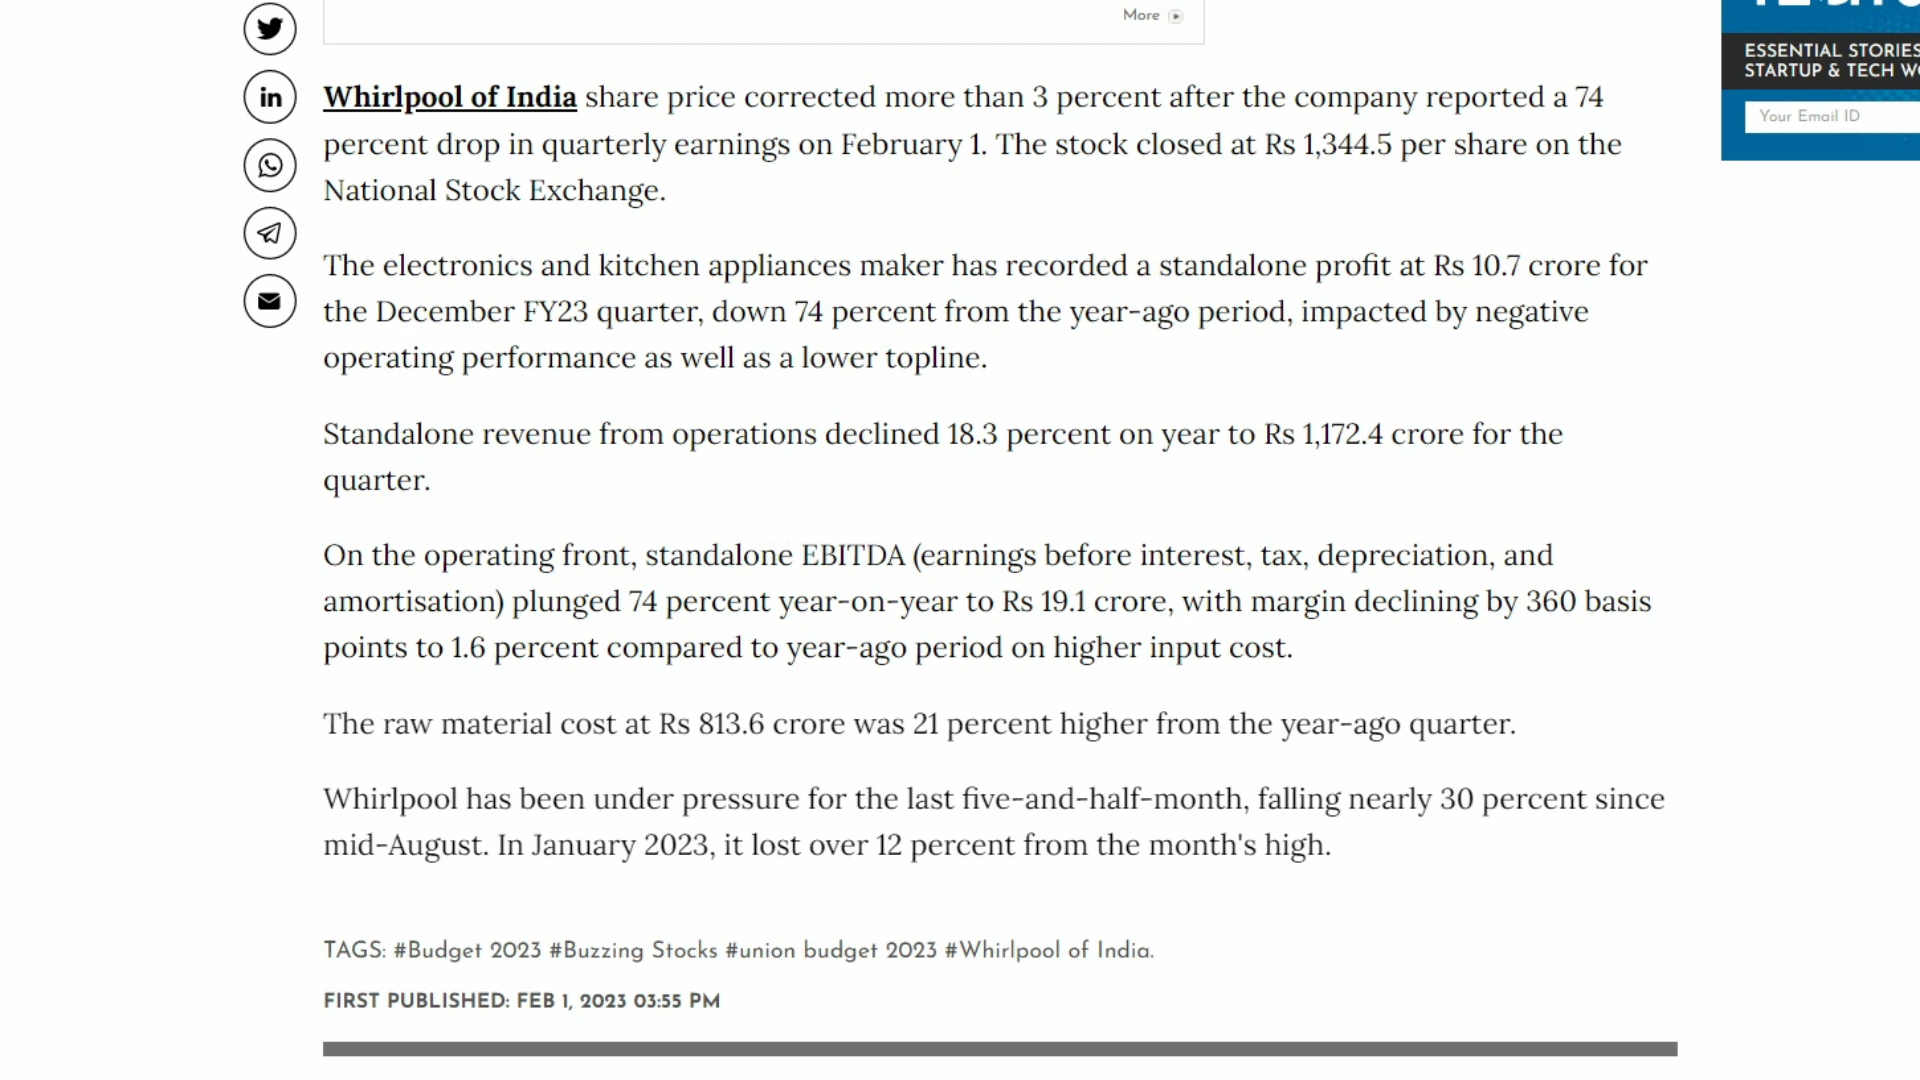 More
ESSENTIAL STORIES
STARTUP & TECH
Your Email ID
Whirlpool of India share price corrected more than 3 percent after the company reported a 74
percent drop in quarterly earnings on February 1. The stock closed at Rs 1,344.5 per share on the
National Stock Exchange.
The electronics and kitchen appliances maker has recorded a standalone profit at Rs 10.7 crore for
the December FY23 quarter, down 74 percent from the year-ago period, impacted by negative
operating performance as well as a lower topline.
Standalone revenue from operations declined 18.3 percent on year to Rs 1,172.4 crore for the
quarter.
On the operating front, standalone EBITDA (earnings before interest, tax, depreciation, and
amortisation) plunged 74 percent year-on-year to Rs 19.1 crore, with margin declining by 360 basis
points to 1.6 percent compared to year-ago period on higher input cost.
The raw material cost at Rs 813.6 crore was 21 percent higher from the year-ago quarter.
Whirlpool has been under pressure for the last five-and-half-month, falling nearly 30 percent since
mid-August. In January 2023, it lost over 12 percent from the month's high.
TAGS: #Budget 2023 #Buzzing Stocks #union budget 2023 #Whirlpool of India.
FIRST PUBLISHED: FEB 1, 2023 03:55 PM